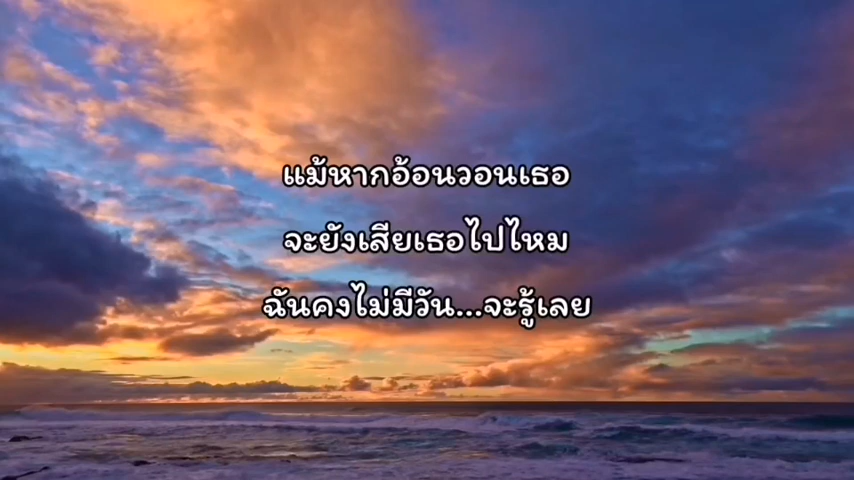 แม้หากอ้อนวอนเธอ
จะยังเสียเธอไปไหม
ฉันคงไม่มีวัน...จะรู้เลย